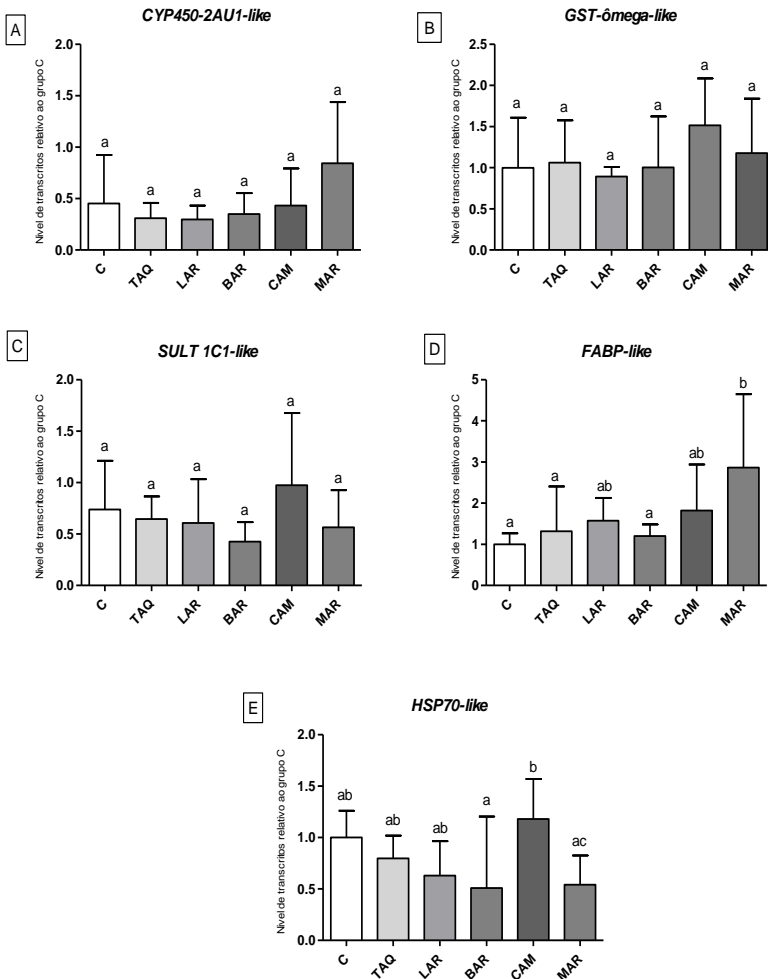 A
CYP450-2AU1-like
Nivel de transcritos relativo ao grupo C
2.0
1.5
1.0
0.5
0.0
a a a a a a
C TAQ LAR BAR CAM MAR
B
GST-ômega-like
Nivel de transcritos relativo ao grupo C
2.5
2.0
1.5
1.0
0.5
0.0
a a a a a a
C TAQ LAR BAR CAM MAR
C
SULT 1C1-like
Nivel de transcritos relativo ao grupo C
2.0
1.5
1.0
0.5
0.0
a a a a a a
C TAQ LAR BAR CAM MAR
D
FABP-like
Nivel de transcritos relativo ao grupo C
5
4
3
2
1
0
a a ab a ab b
C TAQ LAR BAR CAM MAR
E
HSP70-like
Nivel de transcritos relativo ao grupo C
2.0
1.5
1.0
0.5
0.0
ab ab ab a b ac
C TAQ LAR BAR CAM MAR